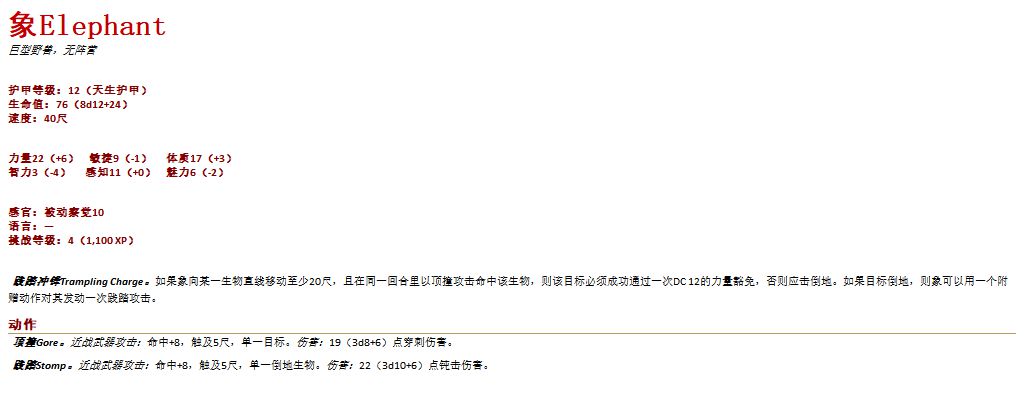 象Elephant
巨型野兽，无阵营
护甲等级：12（天生护甲）
生命值：76（8d12+24）
速度：40尺
力量22（+6） 敏捷9（-1） 体质17（+3）
智力3（-4） 感知11（+0） 魅力6（-2）
感官：被动察觉10
语言：—
挑战等级：4（1,100 XP）
践踏冲锋Trampling Charge。如果象向某一生物直线移动至少20尺，且在同一回合里以顶撞攻击命中该生物，则该目标必须成功通过一次DC 12的力量豁免，否则应击倒地。如果目标倒地，则象可以用一个附
赠动作对其发动一次践踏攻击。
动作
顶撞Gore。近战武器攻击：命中+8，触及5尺，单一目标。伤害：19（3d8+6）点穿刺伤害。
践踏Stomp。近战武器攻击：命中+8，触及5尺，单一倒地生物。伤害：22（3d10+6）点钝击伤害。